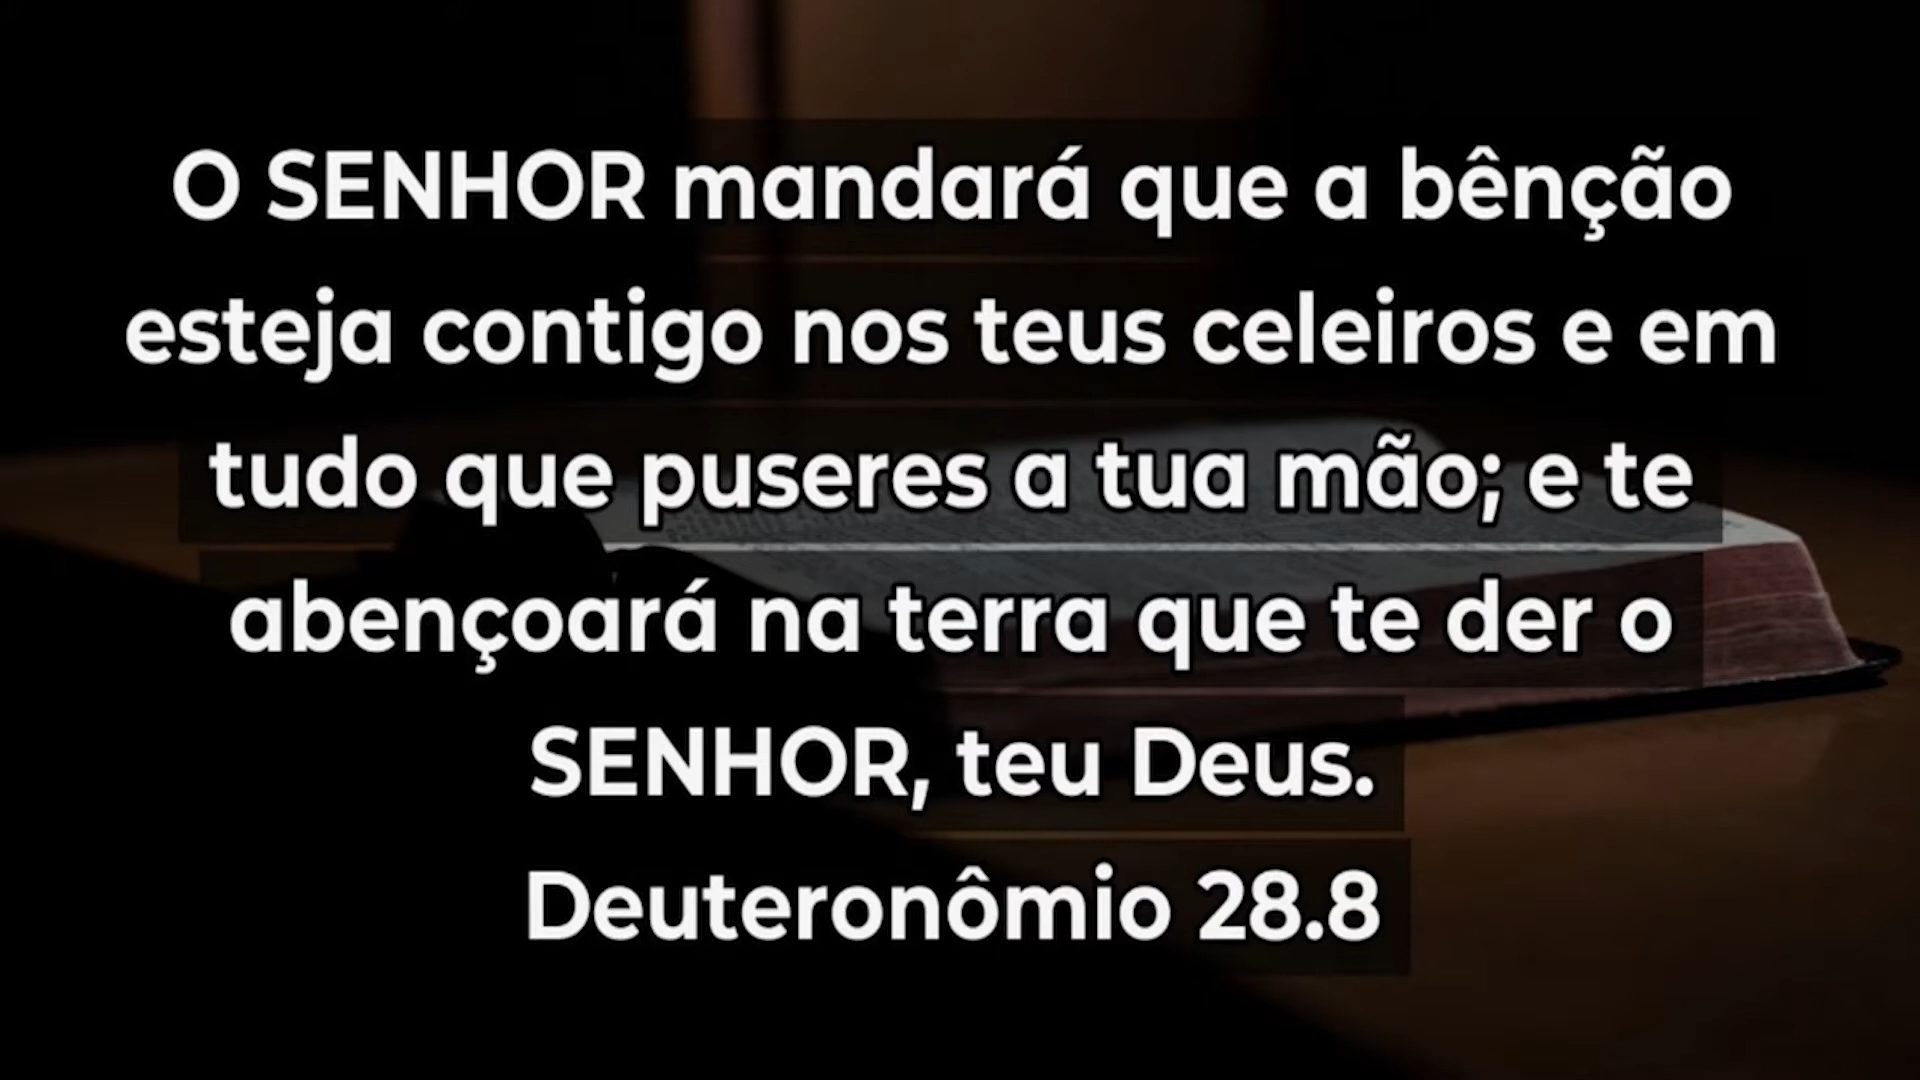 O SENHOR mandará que a bênção
esteja contigo nos teus celeiros e em
tudo que puseres a tua mão; e te
abençoará na terra que te der o
SENHOR, teu Deus.
Deuteronômio 28.8